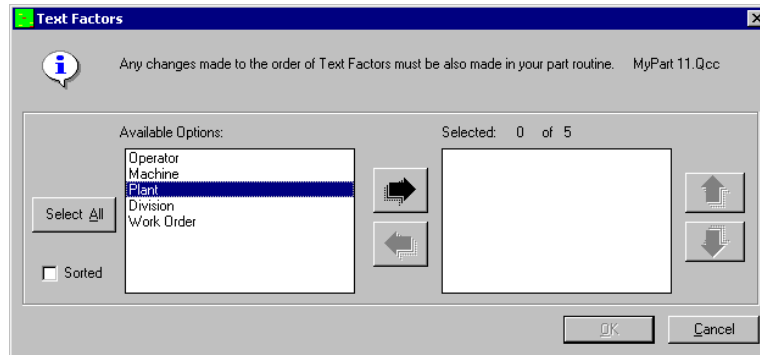 Text Factors
Any changes made to the order of Text Factors must be also made in your part routine. MyPart 11.Qcc
Available Options:
Selected: 0 of 5
Operator
Machine
Plant
Division
Work Order
Select All
Sorted
OK
Cancel